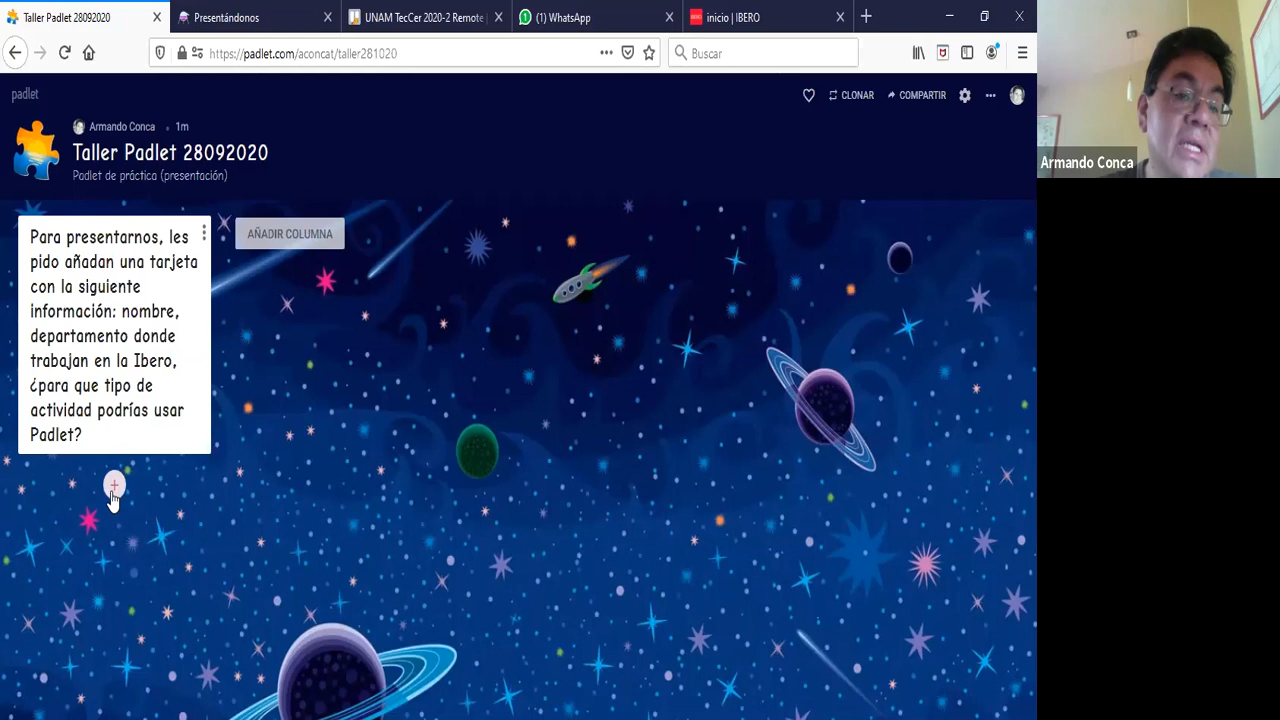 Taller Padlet 28092020
Presentándonos
UNAM TecCer 2020-2 Remote
(1) WhatsApp
inicio | IBERO
https://padlet.com/aconcat/taller281020
Buscar
padlet
CLONAR
COMPARTIR
Armando Conca
1m
Taller Padlet 28092020
Padlet de práctica (presentación)
Para presentarnos, les
pido añadan una tarjeta
con la siguiente
información: nombre,
departamento donde
trabajan en la Ibero,
¿para que tipo de
actividad podrías usar
Padlet?
AÑADIR COLUMNA
Armando Conca